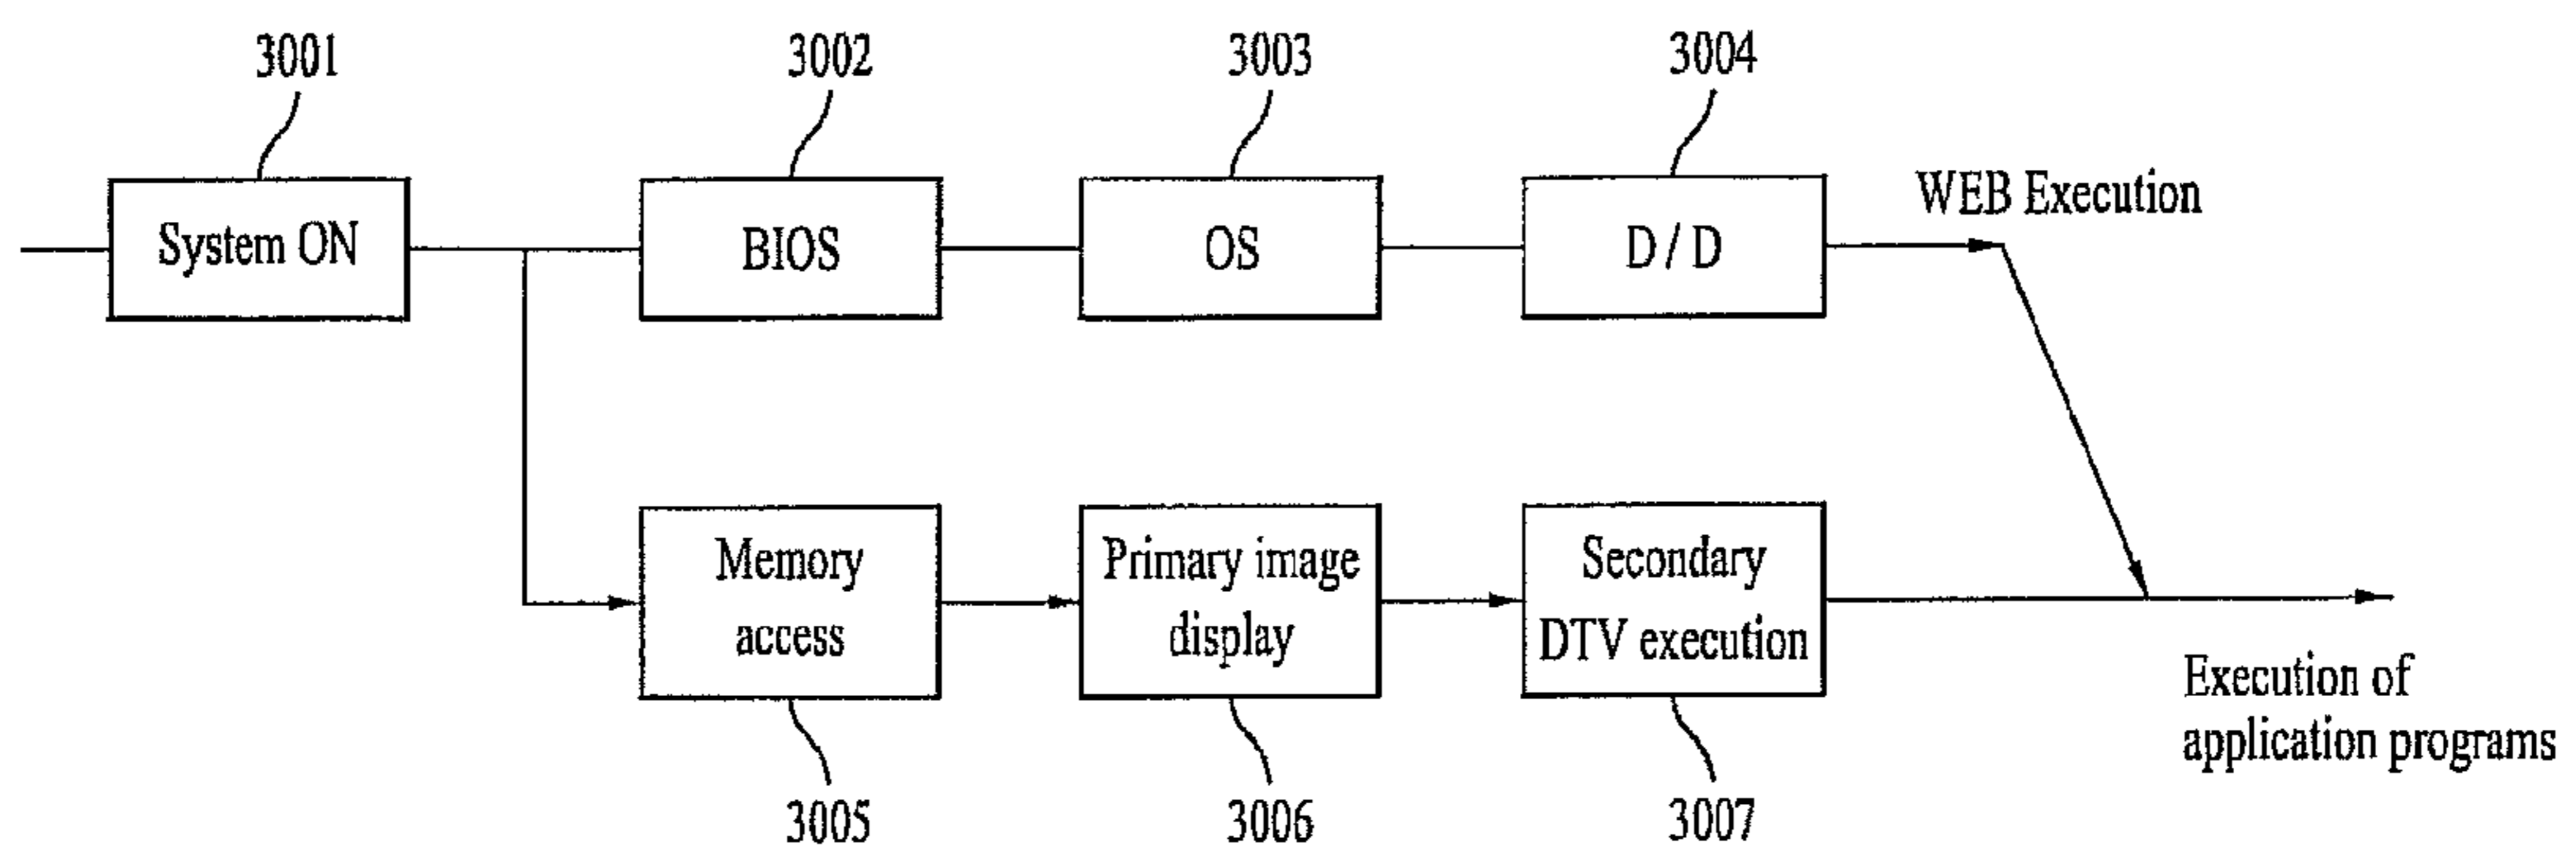 3001
3002
3003
3004
System ON
BIOS
OS
D / D
WEB Execution
Memory
access
Primary image
display
Secondary
DTV execution
Execution of
application programs
3005
3006
3007